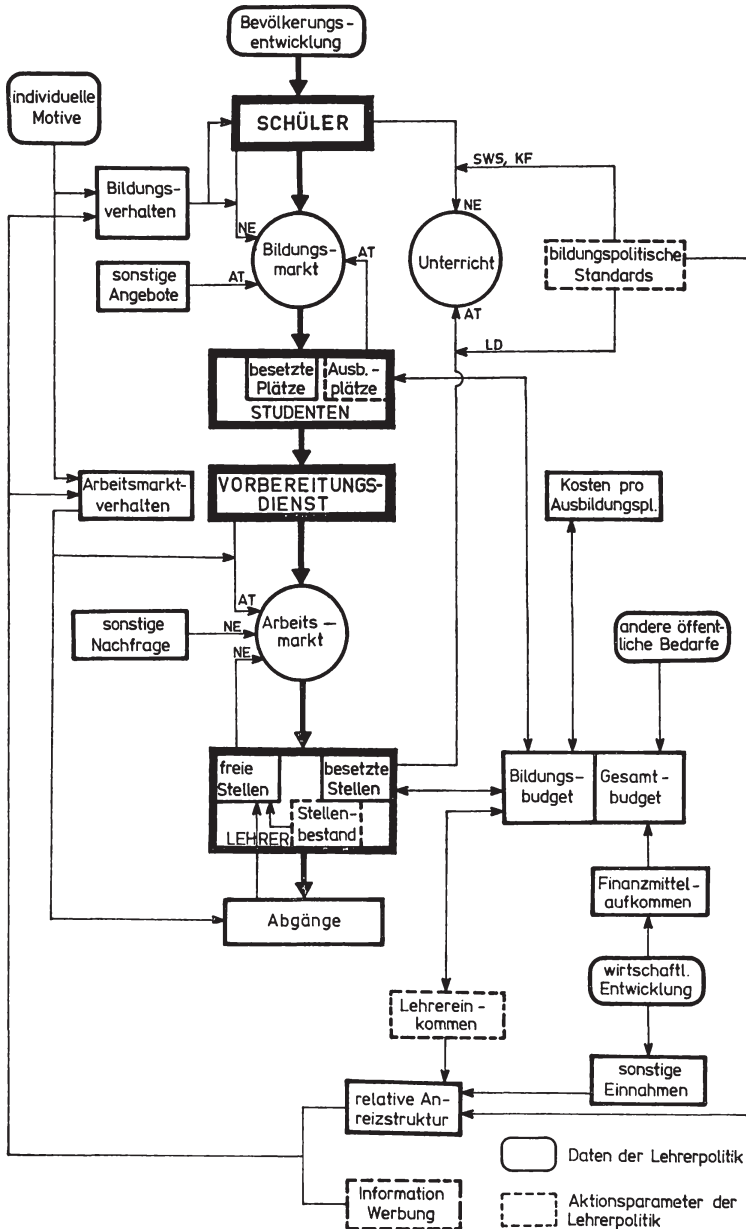 Bevölkerungs-
entwicklung
individuelle
Motive
SCHÜLER
SWS, KF
Bildungs-
verhalten
NE
NE
Bildungs-
markt
AT
Unterricht
bildungspolitische
Standards
sonstige
Angebote
AT
AT
LD
besetzte
Plätze
Ausb.-
plätze
STUDENTEN
VORBEREITUNGS-
DIENST
Arbeitsmarkt-
verhalten
Kosten pro
Ausbildungspl.
AT
sonstige
Nachfrage
NE
Arbeits-
markt
NE
andere öffent-
liche Bedarfe
freie
Stellen
besetzte
Stellen
Stellen-
bestand
LEHRER
Bildungs-
budget
Gesamt-
budget
Abgänge
Finanzmittel-
aufkommen
wirtschaftl.
Entwicklung
Lehrerein-
kommen
sonstige
Einnahmen
relative An-
reizstruktur
Daten der Lehrerpolitik
Information
Werbung
Aktionsparameter der
Lehrerpolitik